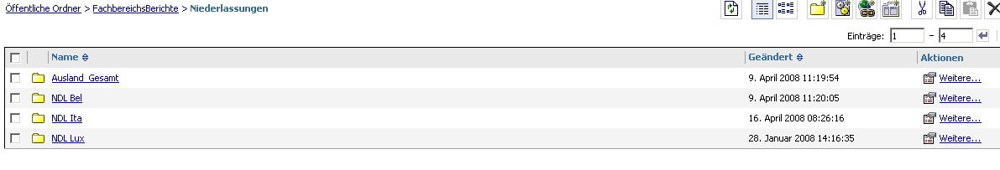 Öffentliche Ordner > FachbereichsBerichte > Niederlassungen
Einträge: 1 - 4
Name Geändert Aktionen
Ausland_Gesamt 9. April 2008 11:19:54 Weitere...
NDL Bel 9. April 2008 11:20:05 Weitere...
NDL Ita 16. April 2008 08:26:16 Weitere...
NDL Lux 28. Januar 2008 14:16:35 Weitere...